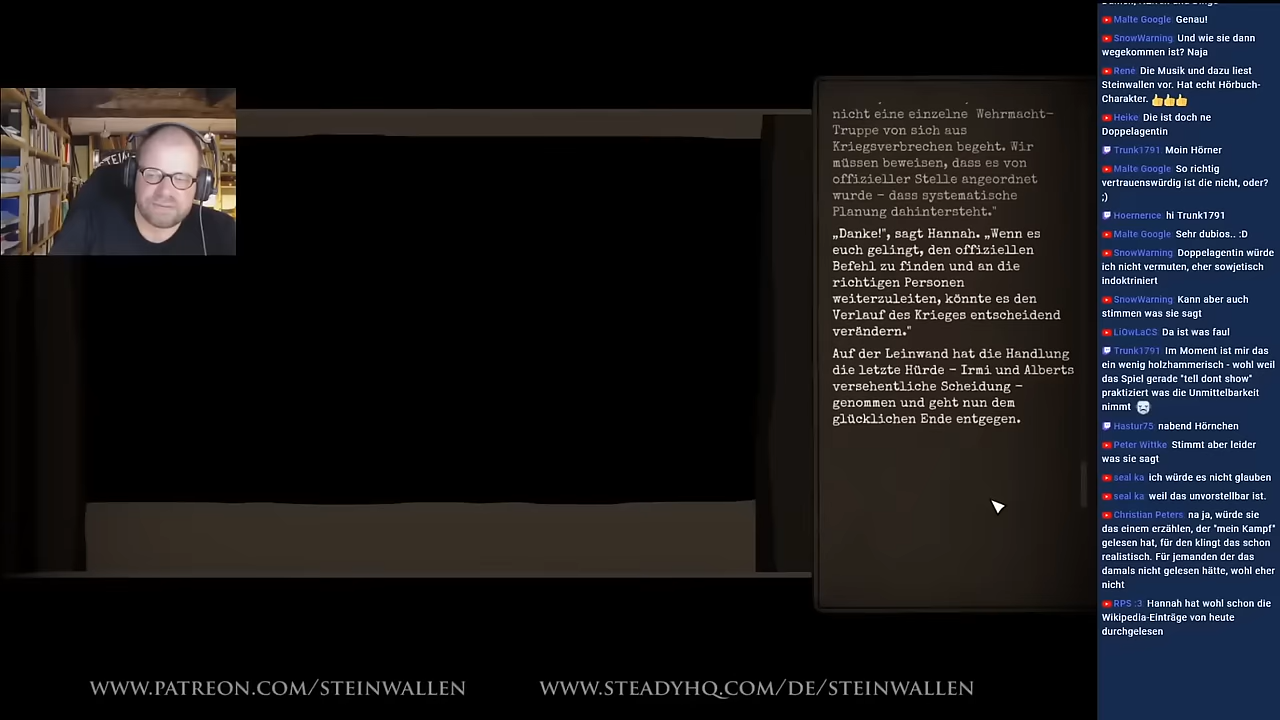 nicht eine einzelne Wehrmacht-
Truppe von sich aus
Kriegsverbrechen begeht. Wir
müssen beweisen, dass es von
offizieller Stelle angeordnet
wurde – dass systematische
Planung dahintersteht."
„Danke!", sagt Hannah. „Wenn es
euch gelingt, den offiziellen
Befehl zu finden und an die
richtigen Personen
weiterzuleiten, könnte es den
Verlauf des Krieges entscheidend
verändern."
Auf der Leinwand hat die Handlung
die letzte Hürde – Irmi und Alberts
versehentliche Scheidung –
genommen und geht nun dem
glücklichen Ende entgegen.
WWW.PATREON.COM/STEINWALLEN
WWW.STEADYHQ.COM/DE/STEINWALLEN
Malte Google Genau!
SnowWarning Und wie sie dann
wegekommen ist? Naja
René Die Musik und dazu liest
Steinwallen vor. Hat echt Hörbuch-
Charakter. 👍👍👍
Heike Die ist doch ne
Doppelagentin
Trunk1791 Moin Hörner
Malte Google So richtig
vertrauenswürdig ist die nicht, oder?
;)
Hoernerice hi Trunk1791
Malte Google Sehr dubios.. :D
SnowWarning Doppelagentin würde
ich nicht vermuten, eher sowjetisch
indoktriniert
SnowWarning Kann aber auch
stimmen was sie sagt
LiOwLaCS Da ist was faul
Trunk1791 Im Moment ist mir das
ein wenig holzhammerisch - wohl weil
das Spiel gerade "tell dont show"
praktiziert was die Unmittelbarkeit
nimmt
Hastur75 nabend Hörnchen
Peter Wittke Stimmt aber leider
was sie sagt
seal ka ich würde es nicht glauben
seal ka weil das unvorstellbar ist.
Christian Peters na ja, würde sie
das einem erzählen, der "mein Kampf"
gelesen hat, für den klingt das schon
realistisch. Für jemanden der das
damals nicht gelesen hätte, wohl eher
nicht
RPS :3 Hannah hat wohl schon die
Wikipedia-Einträge von heute
durchgelesen